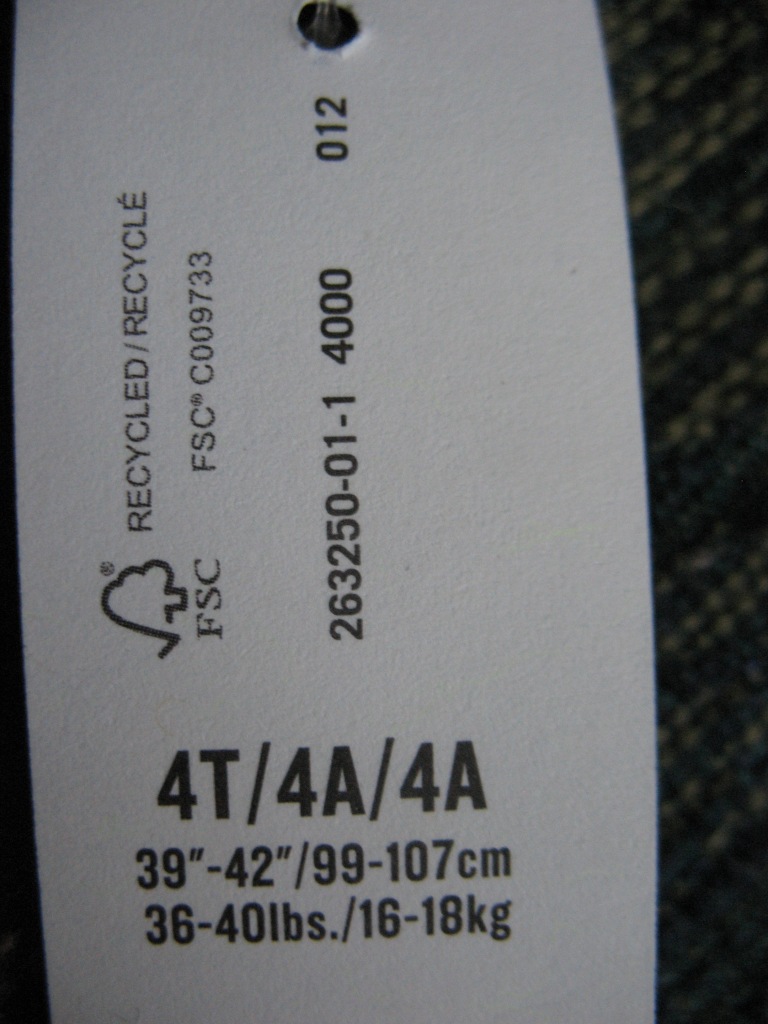 RECYCLED/RECYCLÉ
FSC® C009733
® FSC
263250-01-1 4000 012
4T/4A/4A
39"-42"/99-107cm
36-40lbs./16-18kg